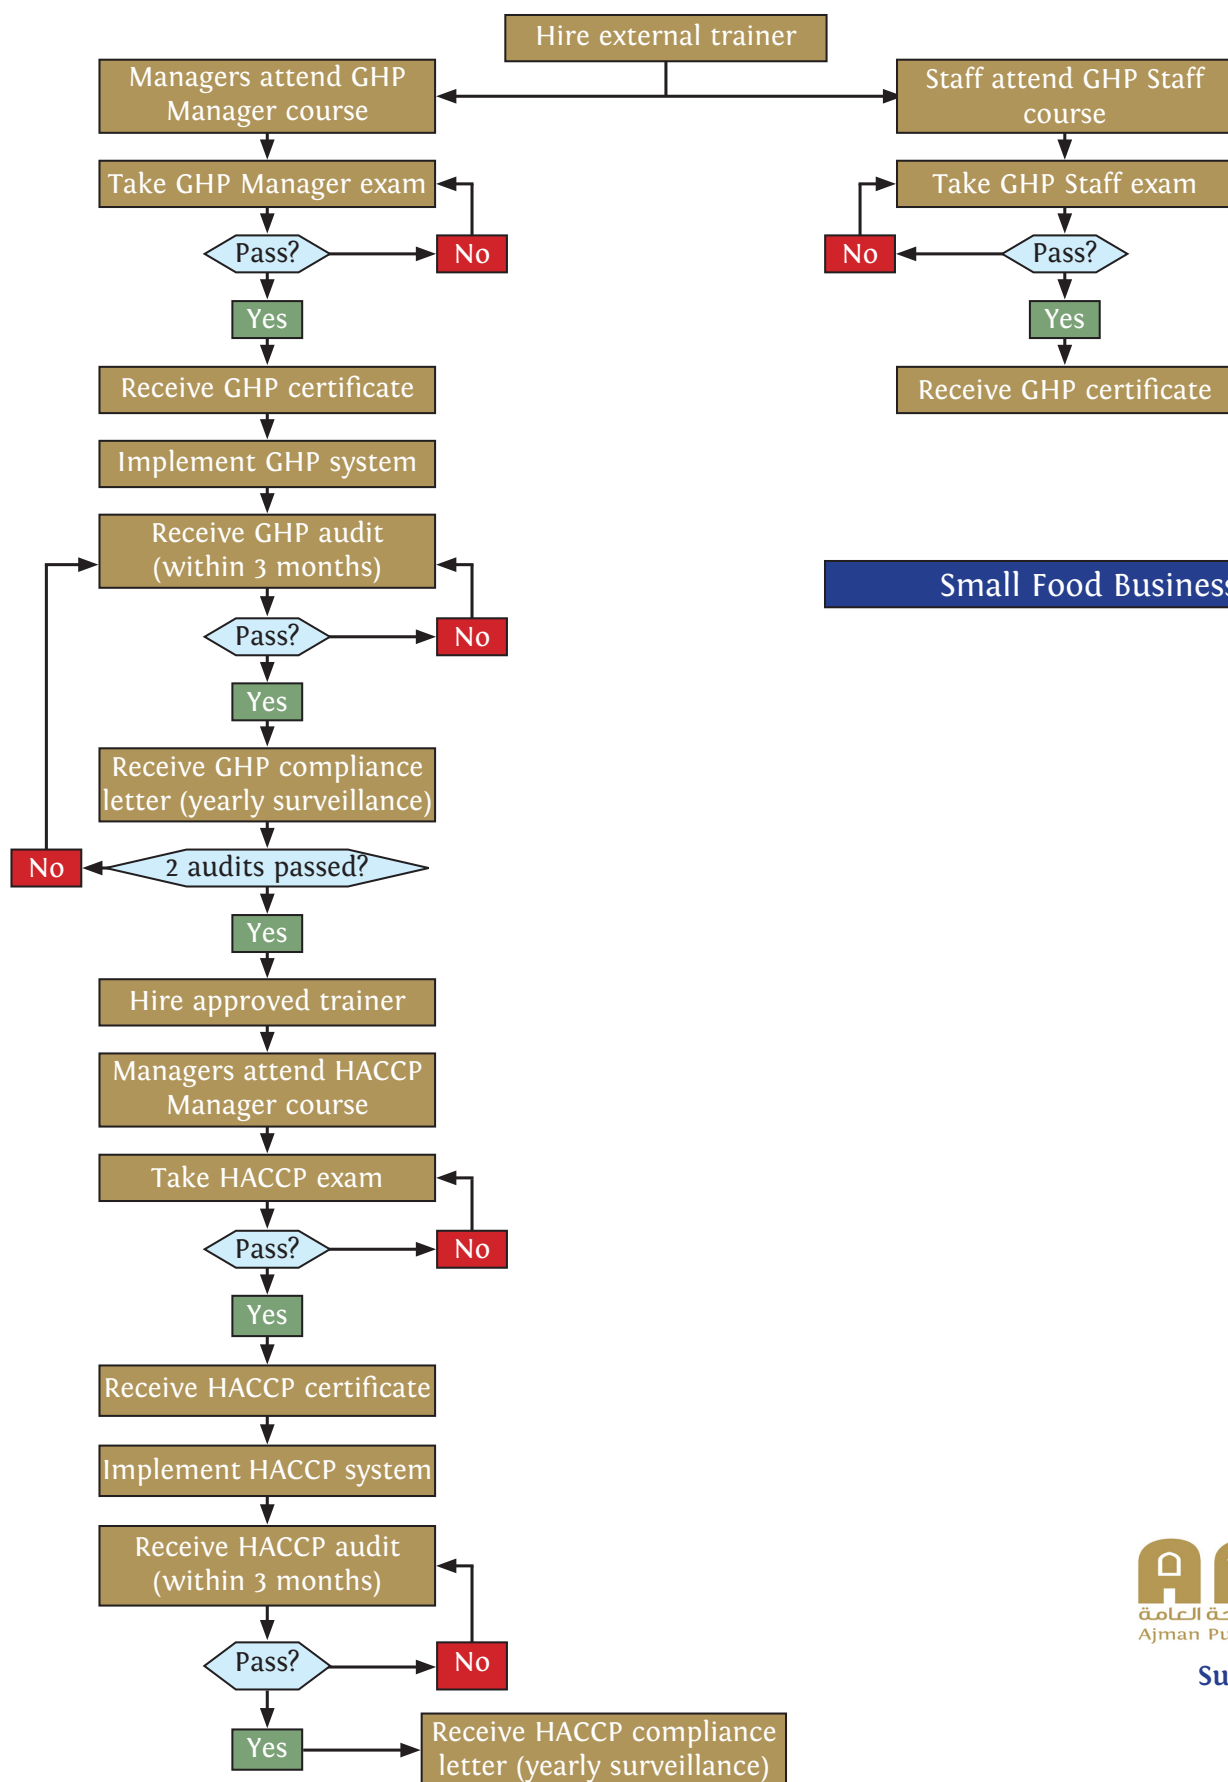 Hire external trainer
Managers attend GHP
Manager course
Staff attend GHP Staff
course
Take GHP Manager exam
Take GHP Staff exam
Pass?
No
No
Pass?
Yes
Yes
Receive GHP certificate
Receive GHP certificate
Implement GHP system
Receive GHP audit
(within 3 months)
Small Food Business
Pass?
No
Yes
Receive GHP compliance
letter (yearly surveillance)
No
2 audits passed?
Yes
Hire approved trainer
Managers attend HACCP
Manager course
Take HACCP exam
Pass?
No
Yes
Receive HACCP certificate
Implement HACCP system
Receive HACCP audit
(within 3 months)
العامة
Ajman Pu
Su
Pass?
No
Yes
Receive HACCP compliance
letter (yearly surveillance)